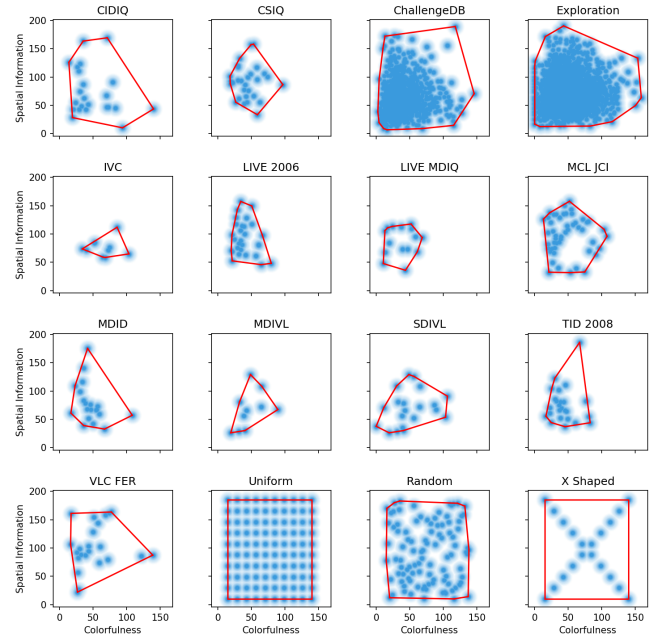 CIDIQ CSIQ ChallengeDB Exploration
Spatial Information
200
150
100
50
0
IVC LIVE 2006 LIVE MDIQ MCL JCI
Spatial Information
200
150
100
50
0
MDID MDIVL SDIVL TID 2008
Spatial Information
200
150
100
50
0
VLC FER Uniform Random X Shaped
Spatial Information
200
150
100
50
0
0 50 100 150 0 50 100 150 0 50 100 150 0 50 100 150
Colorfulness Colorfulness Colorfulness Colorfulness